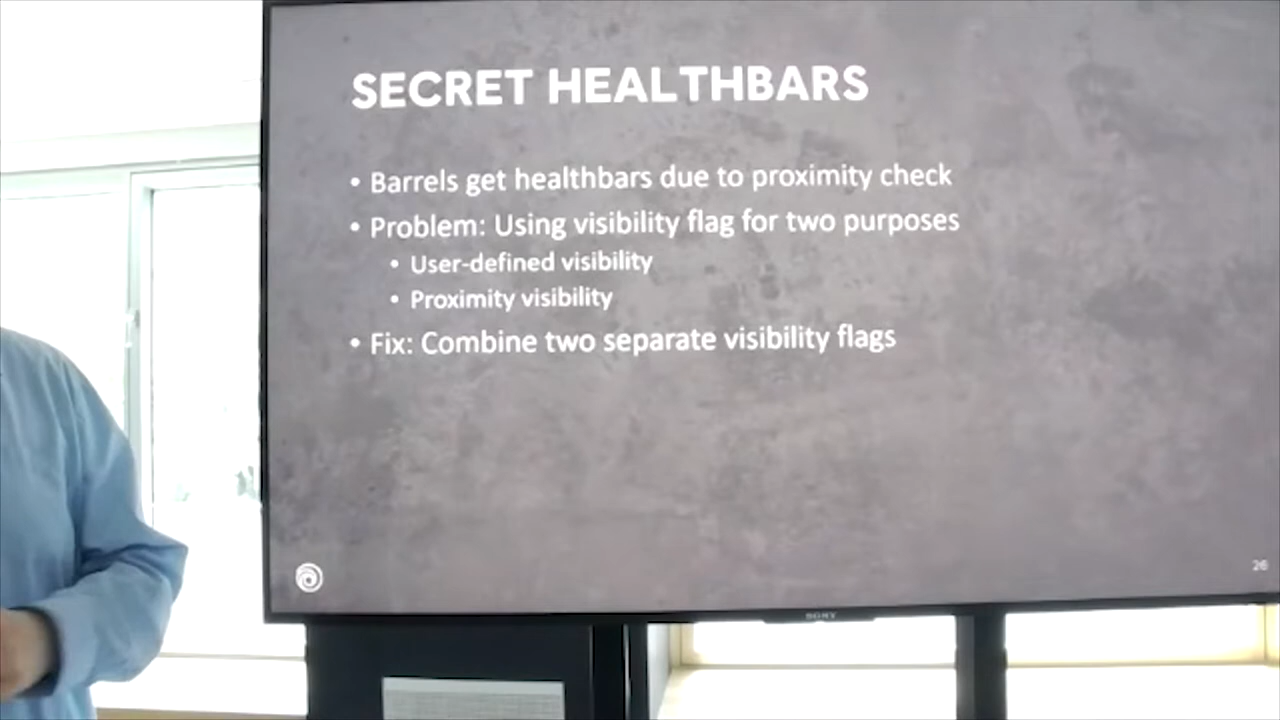 SECRET HEALTHBARS
• Barrels get healthbars due to proximity check
• Problem: Using visibility flag for two purposes
• User-defined visibility
• Proximity visibility
• Fix: Combine two separate visibility flags
26
SONY